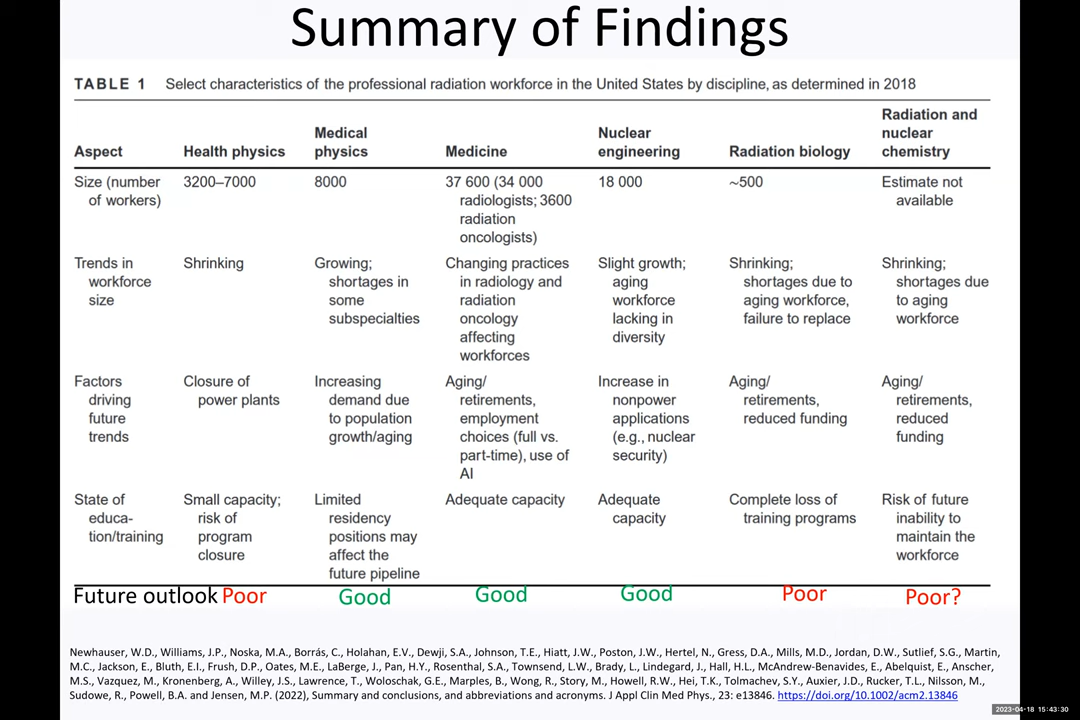 Summary of Findings
TABLE 1 Select characteristics of the professional radiation workforce in the United States by discipline, as determined in 2018
Aspect
Health physics
Medical
physics
Medicine
Nuclear
engineering
Radiation biology
Radiation and
nuclear
chemistry
Size (number
of workers)
3200–7000
8000
37 600 (34 000
radiologists; 3600
radiation
oncologists)
18 000
~500
Estimate not
available
Trends in
workforce
size
Shrinking
Growing;
shortages in
some
subspecialties
Changing practices
in radiology and
radiation
oncology
affecting
workforces
Slight growth;
aging
workforce
lacking in
diversity
Shrinking;
shortages due to
aging workforce,
failure to replace
Shrinking;
shortages due
to aging
workforce
Factors
driving
future
trends
Closure of
power plants
Increasing
demand due
to population
growth/aging
Aging/
retirements,
employment
choices (full vs.
part-time), use of
AI
Increase in
nonpower
applications
(e.g., nuclear
security)
Aging/
retirements,
reduced funding
Aging/
retirements,
reduced
funding
State of
educa-
tion/training
Small capacity;
risk of
program
closure
Limited
residency
positions may
affect the
future pipeline
Adequate capacity
Adequate
capacity
Complete loss of
training programs
Risk of future
inability to
maintain the
workforce
Future outlook Poor Good Good Good Poor Poor?
Newhauser, W.D., Williams, J.P., Noska, M.A., Borrás, C., Holahan, E.V., Dewji, S.A., Johnson, T.E., Hiatt, J.W., Poston, J.W., Hertel, N., Gress, D.A., Mills, M.D., Jordan, D.W., Sutlief, S.G., Martin,
M.C., Jackson, E., Bluth, E.I., Frush, D.P., Oates, M.E., LaBerge, J., Pan, H.Y., Rosenthal, S.A., Townsend, L.W., Brady, L., Lindegard, J., Hall, H.L., McAndrew-Benavides, E., Abelquist, E., Anscher,
M.S., Vazquez, M., Kronenberg, A., Willey, J.S., Lawrence, T., Woloschak, G.E., Marples, B., Wong, R., Story, M., Howell, R.W., Hei, T.K., Tolmachev, S.Y., Auxier, J.D., Rucker, T.L., Nilsson, M.,
Sudowe, R., Powell, B.A. and Jensen, M.P. (2022), Summary and conclusions, and abbreviations and acronyms. J Appl Clin Med Phys., 23: e13846. https://doi.org/10.1002/acm2.13846
2023-04-18 15:43:30